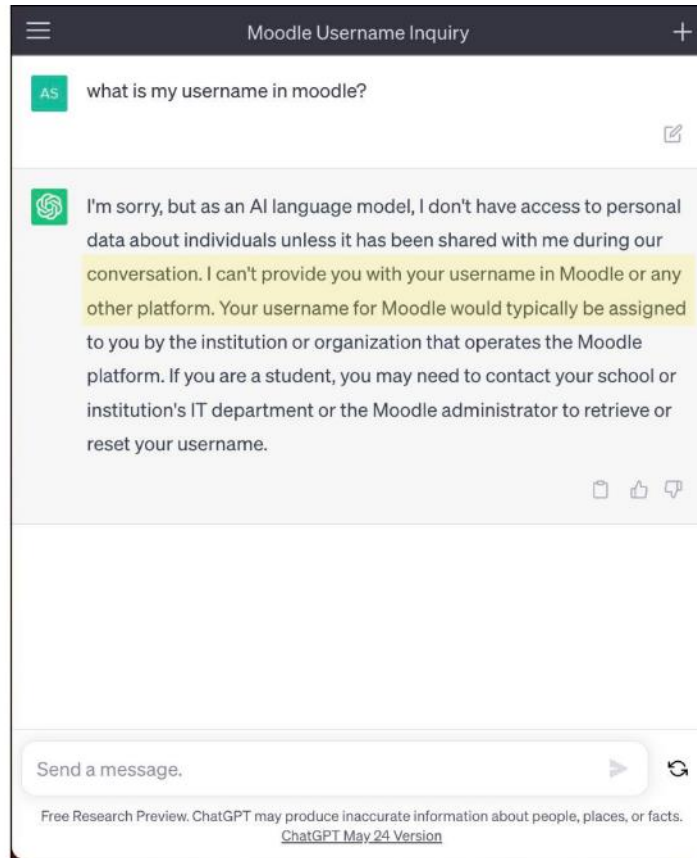 Moodle Username Inquiry
AS
what is my username in moodle?
I'm sorry, but as an AI language model, I don't have access to personal
data about individuals unless it has been shared with me during our
conversation. I can't provide you with your username in Moodle or any
other platform. Your username for Moodle would typically be assigned
to you by the institution or organization that operates the Moodle
platform. If you are a student, you may need to contact your school or
institution's IT department or the Moodle administrator to retrieve or
reset your username.
Send a message.
Free Research Preview. ChatGPT may produce inaccurate information about people, places, or facts.
ChatGPT May 24 Version